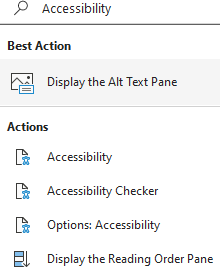 Accessibility
Best Action
Display the Alt Text Pane
Actions
Accessibility
Accessibility Checker
Options: Accessibility
Display the Reading Order Pane